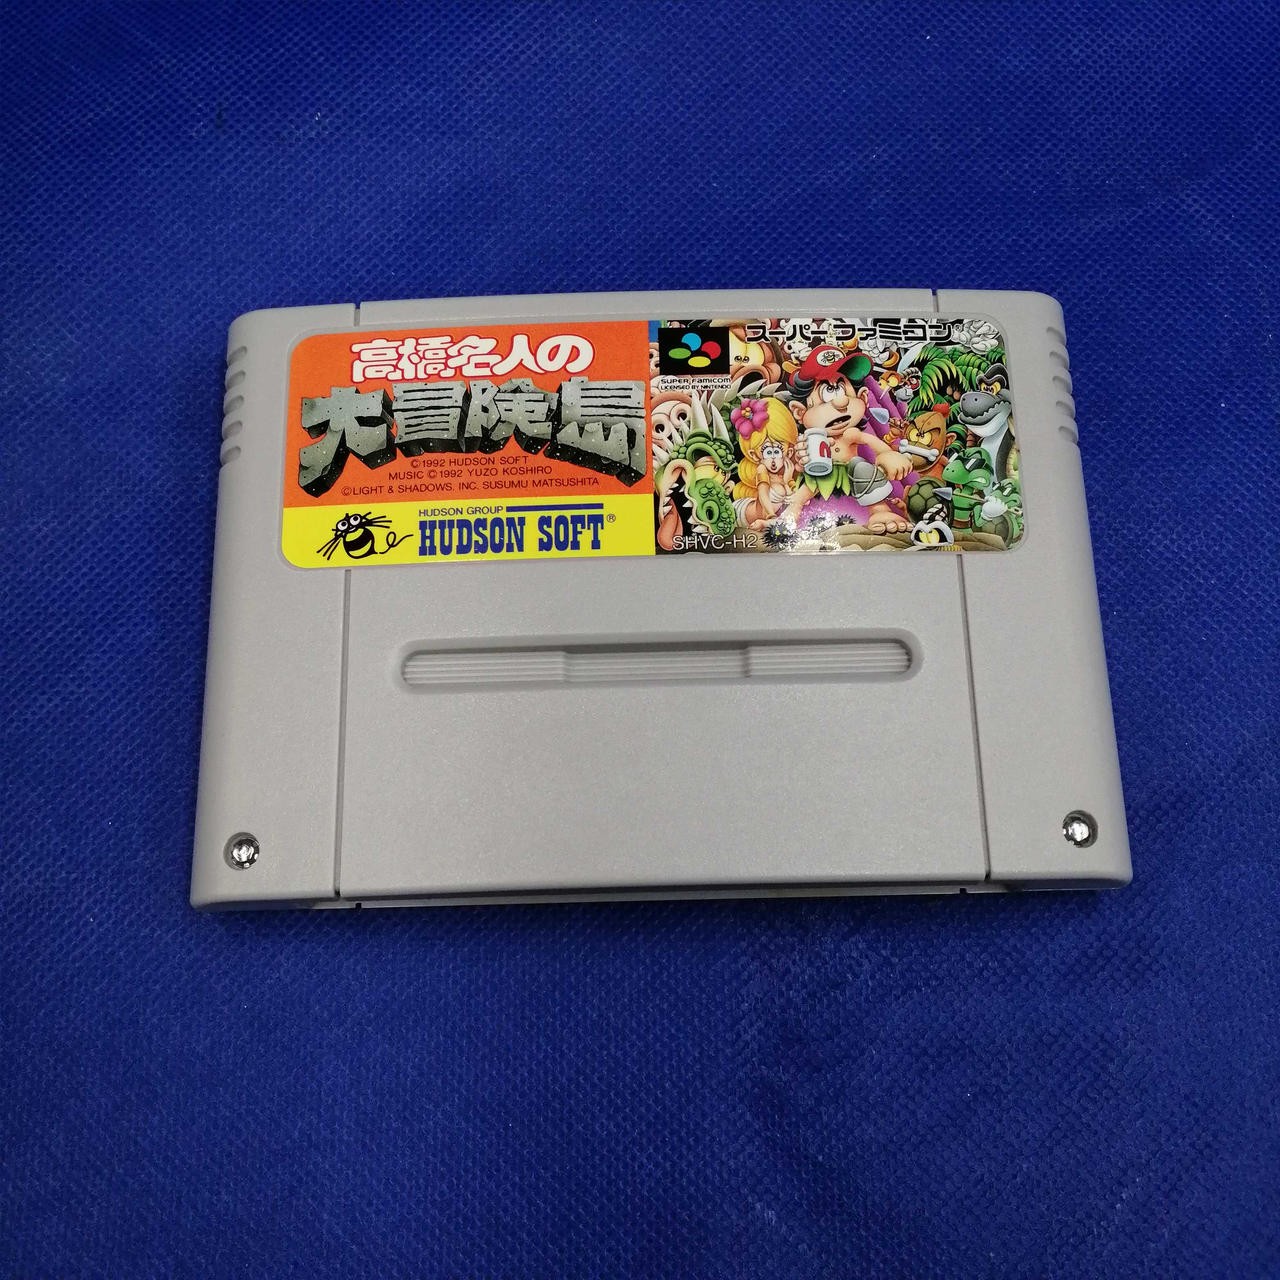 高橋名人の
大冒険島
©1992 HUDSON SOFT
MUSIC ©1992 YUZO KOSHIRO
©LIGHT & SHADOWS. INC. SUSUMU MATSUSHITA
HUDSON GROUP
HUDSON SOFT®
スーパーファミコン
SUPER FAMICOM
LICENSED BY NINTENDO
SHVC-H2